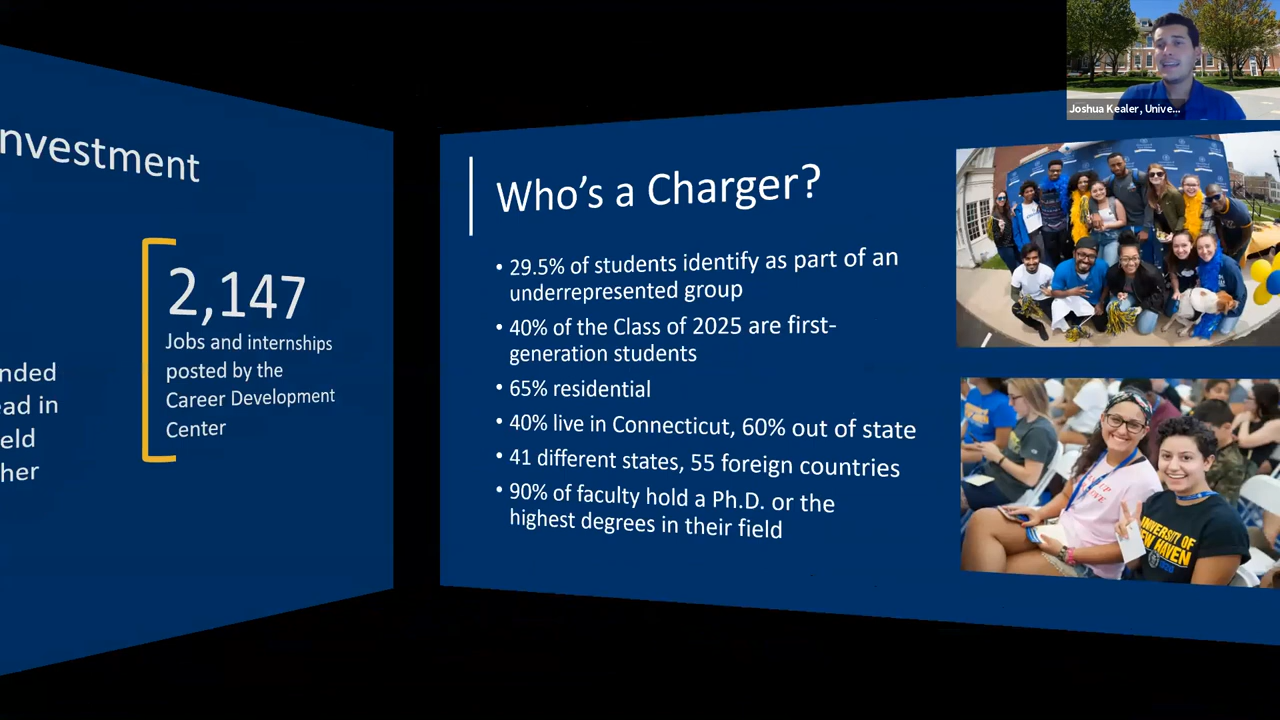 nvestment
2,147
Jobs and internships
posted by the
Career Development
Center
nded
ead in
eld
her
Who's a Charger?
• 29.5% of students identify as part of an
underrepresented group
• 40% of the Class of 2025 are first-
generation students
• 65% residential
• 40% live in Connecticut, 60% out of state
• 41 different states, 55 foreign countries
• 90% of faculty hold a Ph.D. or the
highest degrees in their field
Joshua Kealer, Unive...
UNIVERSITY OF
NEW HAVEN